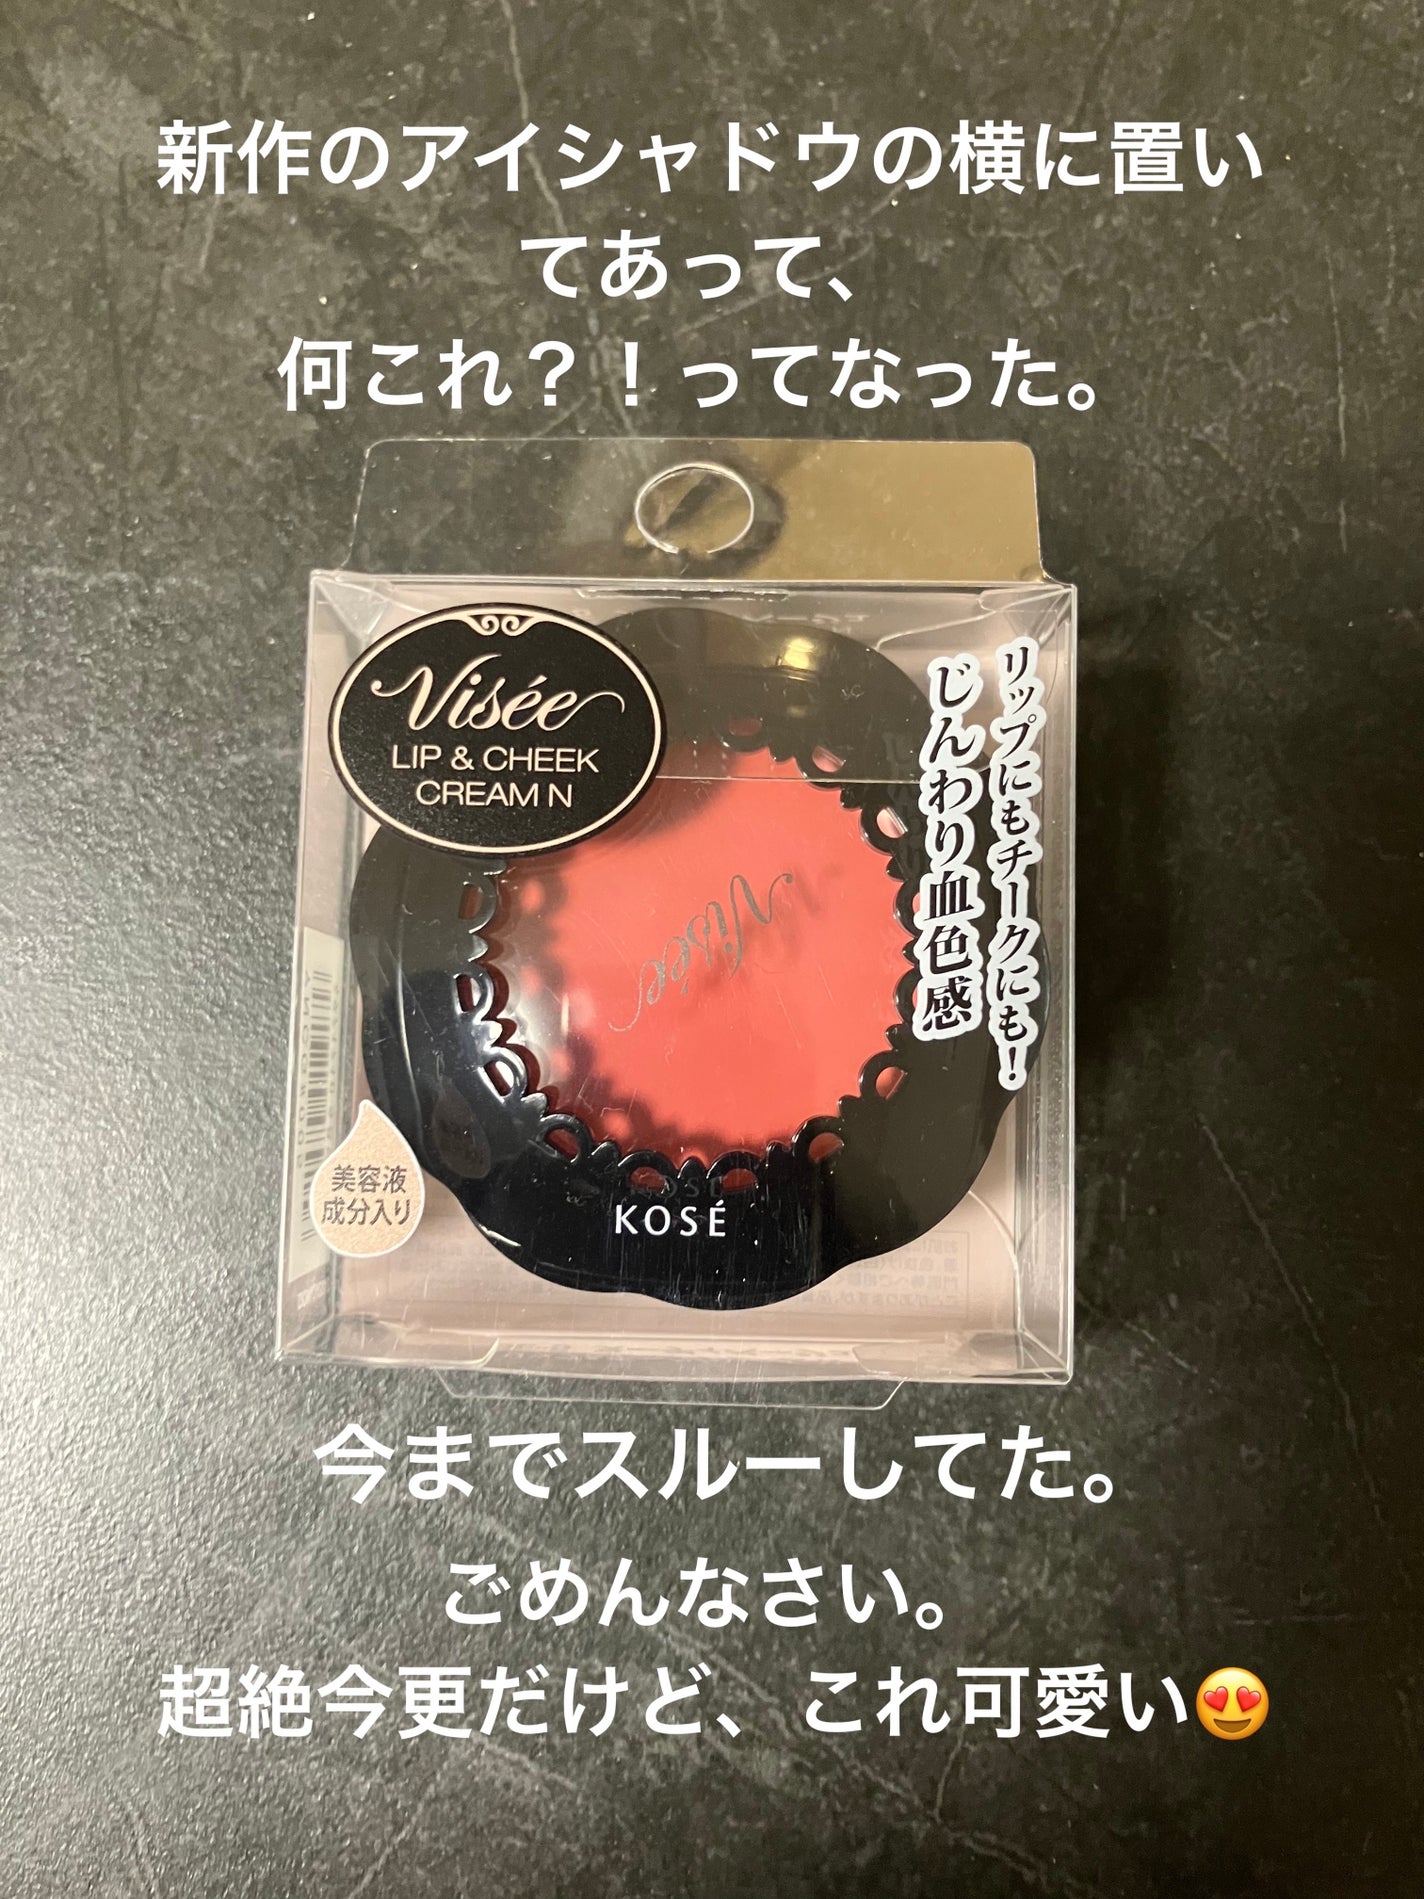 新作のアイシャドウの横に置い
てあって、
何これ？！ってなった。
Visée
LIP & CHEEK
CREAM N
リップにもチークにも！
じんわり血色感
Visée
美容液
成分入り
KOSÉ
今までスルーしてた。
ごめんなさい。
超絶今更だけど、これ可愛い😍